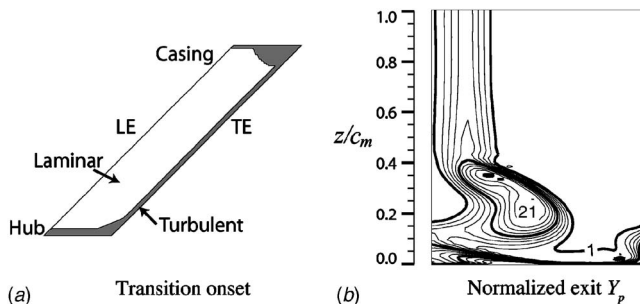 Casing
LE
TE
Laminar
Hub
Turbulent
(a) Transition onset
1.0
0.8
0.6
z/cm
0.4
0.2
0.0
21
1
(b) Normalized exit Yp